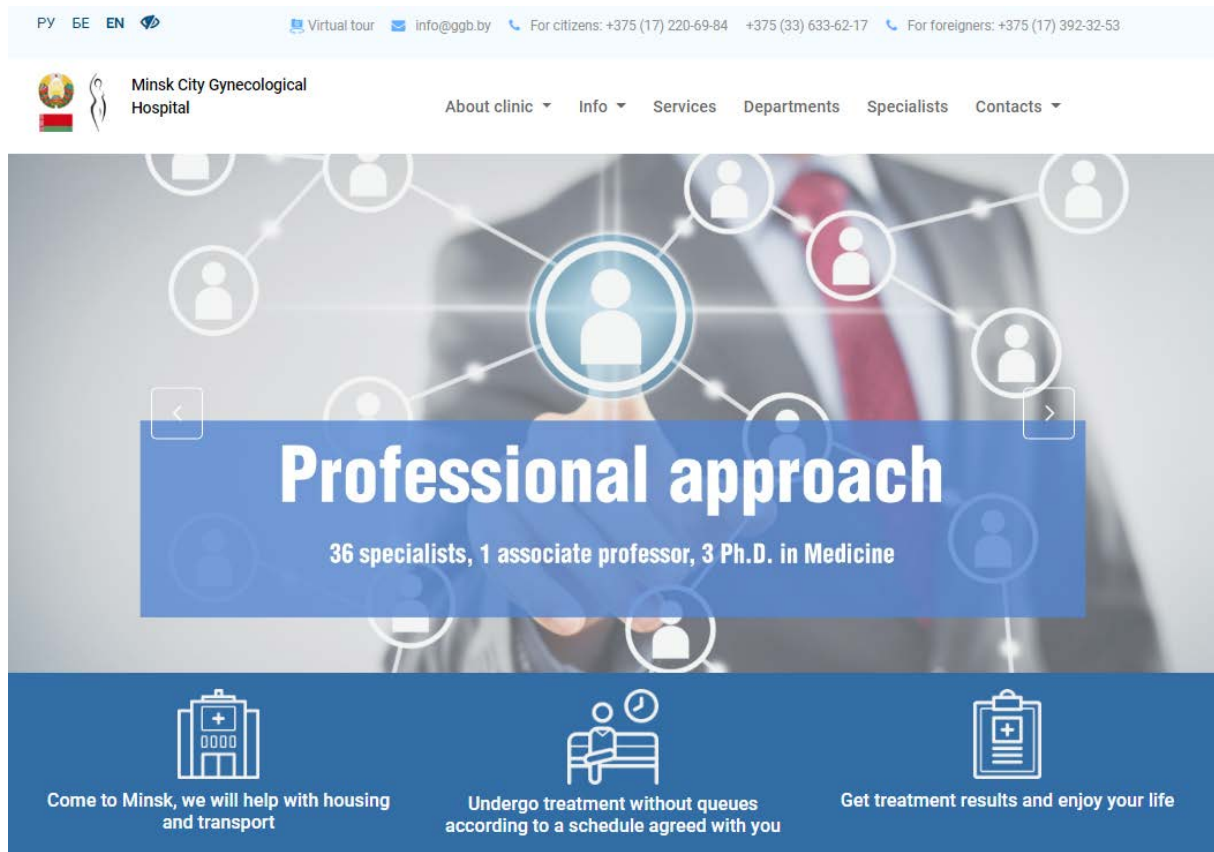 РУ БЕ EN Virtual tour info@ggb.by For citizens: +375 (17) 220-69-84 +375 (33) 633-62-17 For foreigners: +375 (17) 392-32-53
Minsk City Gynecological
Hospital
About clinic Info Services Departments Specialists Contacts
Professional approach
36 specialists, 1 associate professor, 3 Ph.D. in Medicine
Come to Minsk, we will help with housing
and transport
Undergo treatment without queues
according to a schedule agreed with you
Get treatment results and enjoy your life